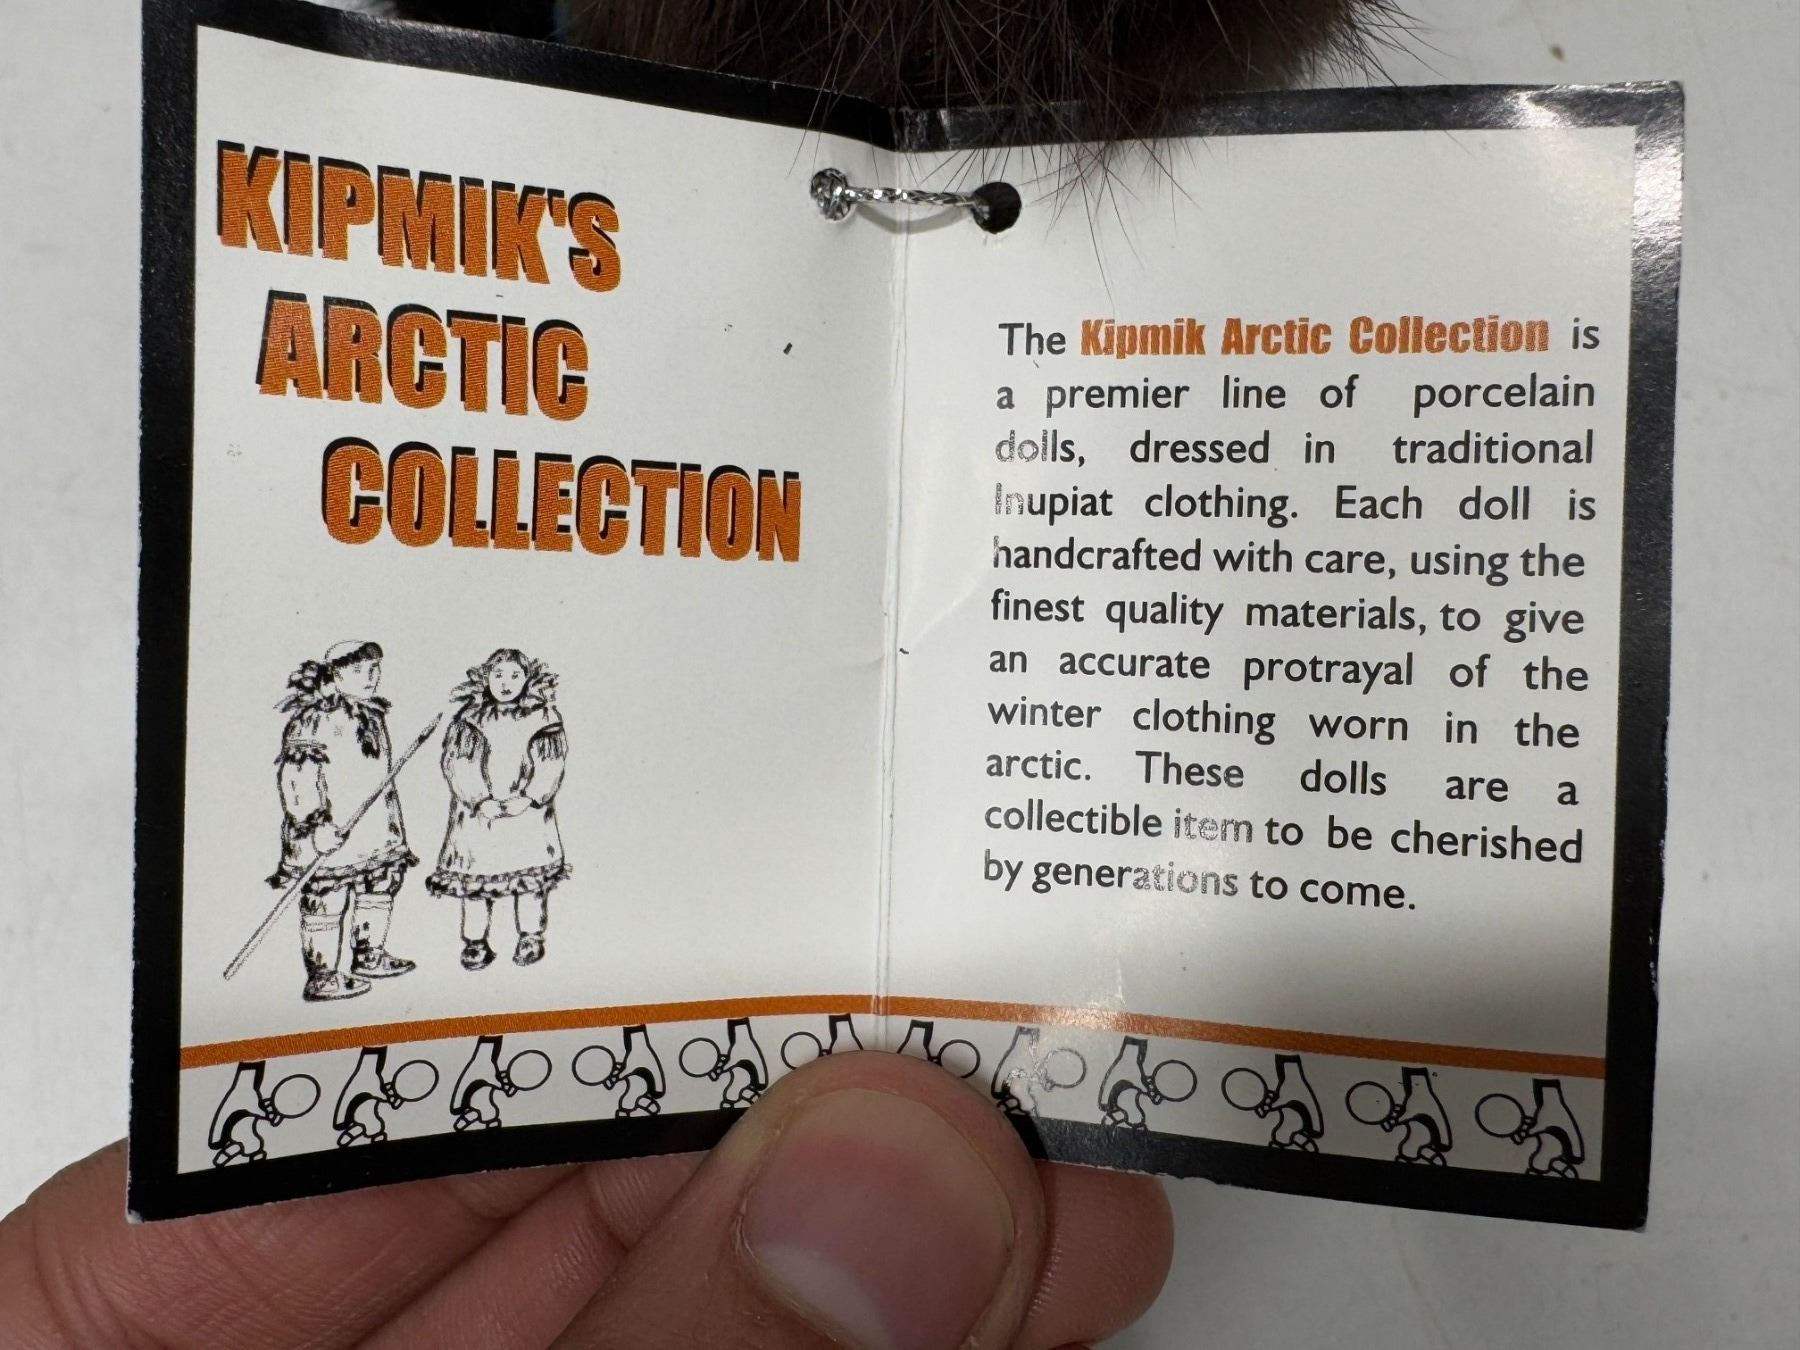 KIPMIK'S
ARCTIC
COLLECTION
The Kipmik Arctic Collection is
a premier line of porcelain
dolls, dressed in traditional
Inupiat clothing. Each doll is
handcrafted with care, using the
finest quality materials, to give
an accurate protrayal of the
winter clothing worn in the
arctic. These dolls are a
collectible item to be cherished
by generations to come.